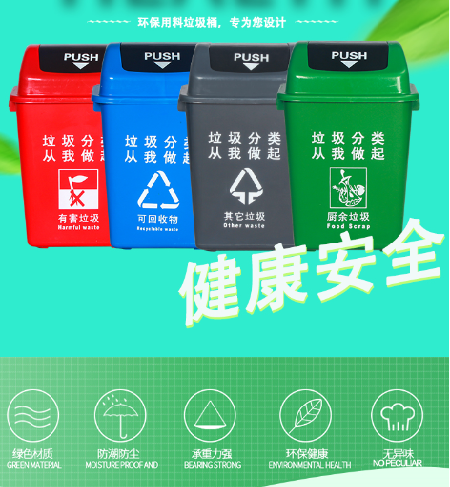 环保用料垃圾桶，专为您设计
PUSH PUSH PUSH PUSH
垃圾分类 垃圾分类 垃圾分类 垃圾分类
从我做起 从我做起 从我做起 从我做起
有害垃圾 可回收物 其它垃圾 厨余垃圾
Harmful waste Recyclable waste Other waste Food Scrap
健康安全
绿色材质 防潮防尘 承重力强 环保健康 无异味
GREEN MATERIAL MOISTURE PROOF AND BEARING STRONG ENVIRONMENTAL HEALTH NO PECULIAR